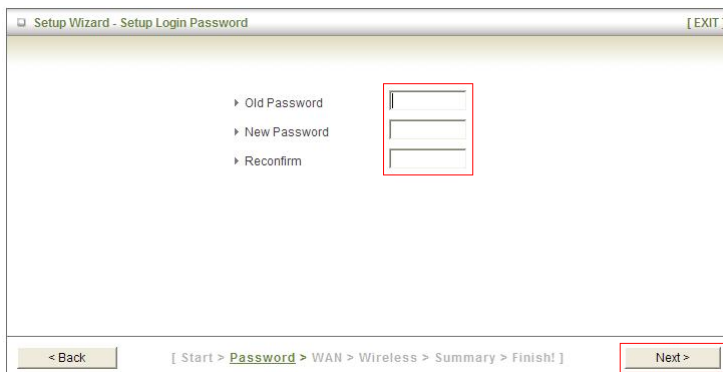 Setup Wizard - Setup Login Password [ EXIT ]
Old Password
New Password
Reconfirm
< Back [ Start > Password > WAN > Wireless > Summary > Finish! ] Next >